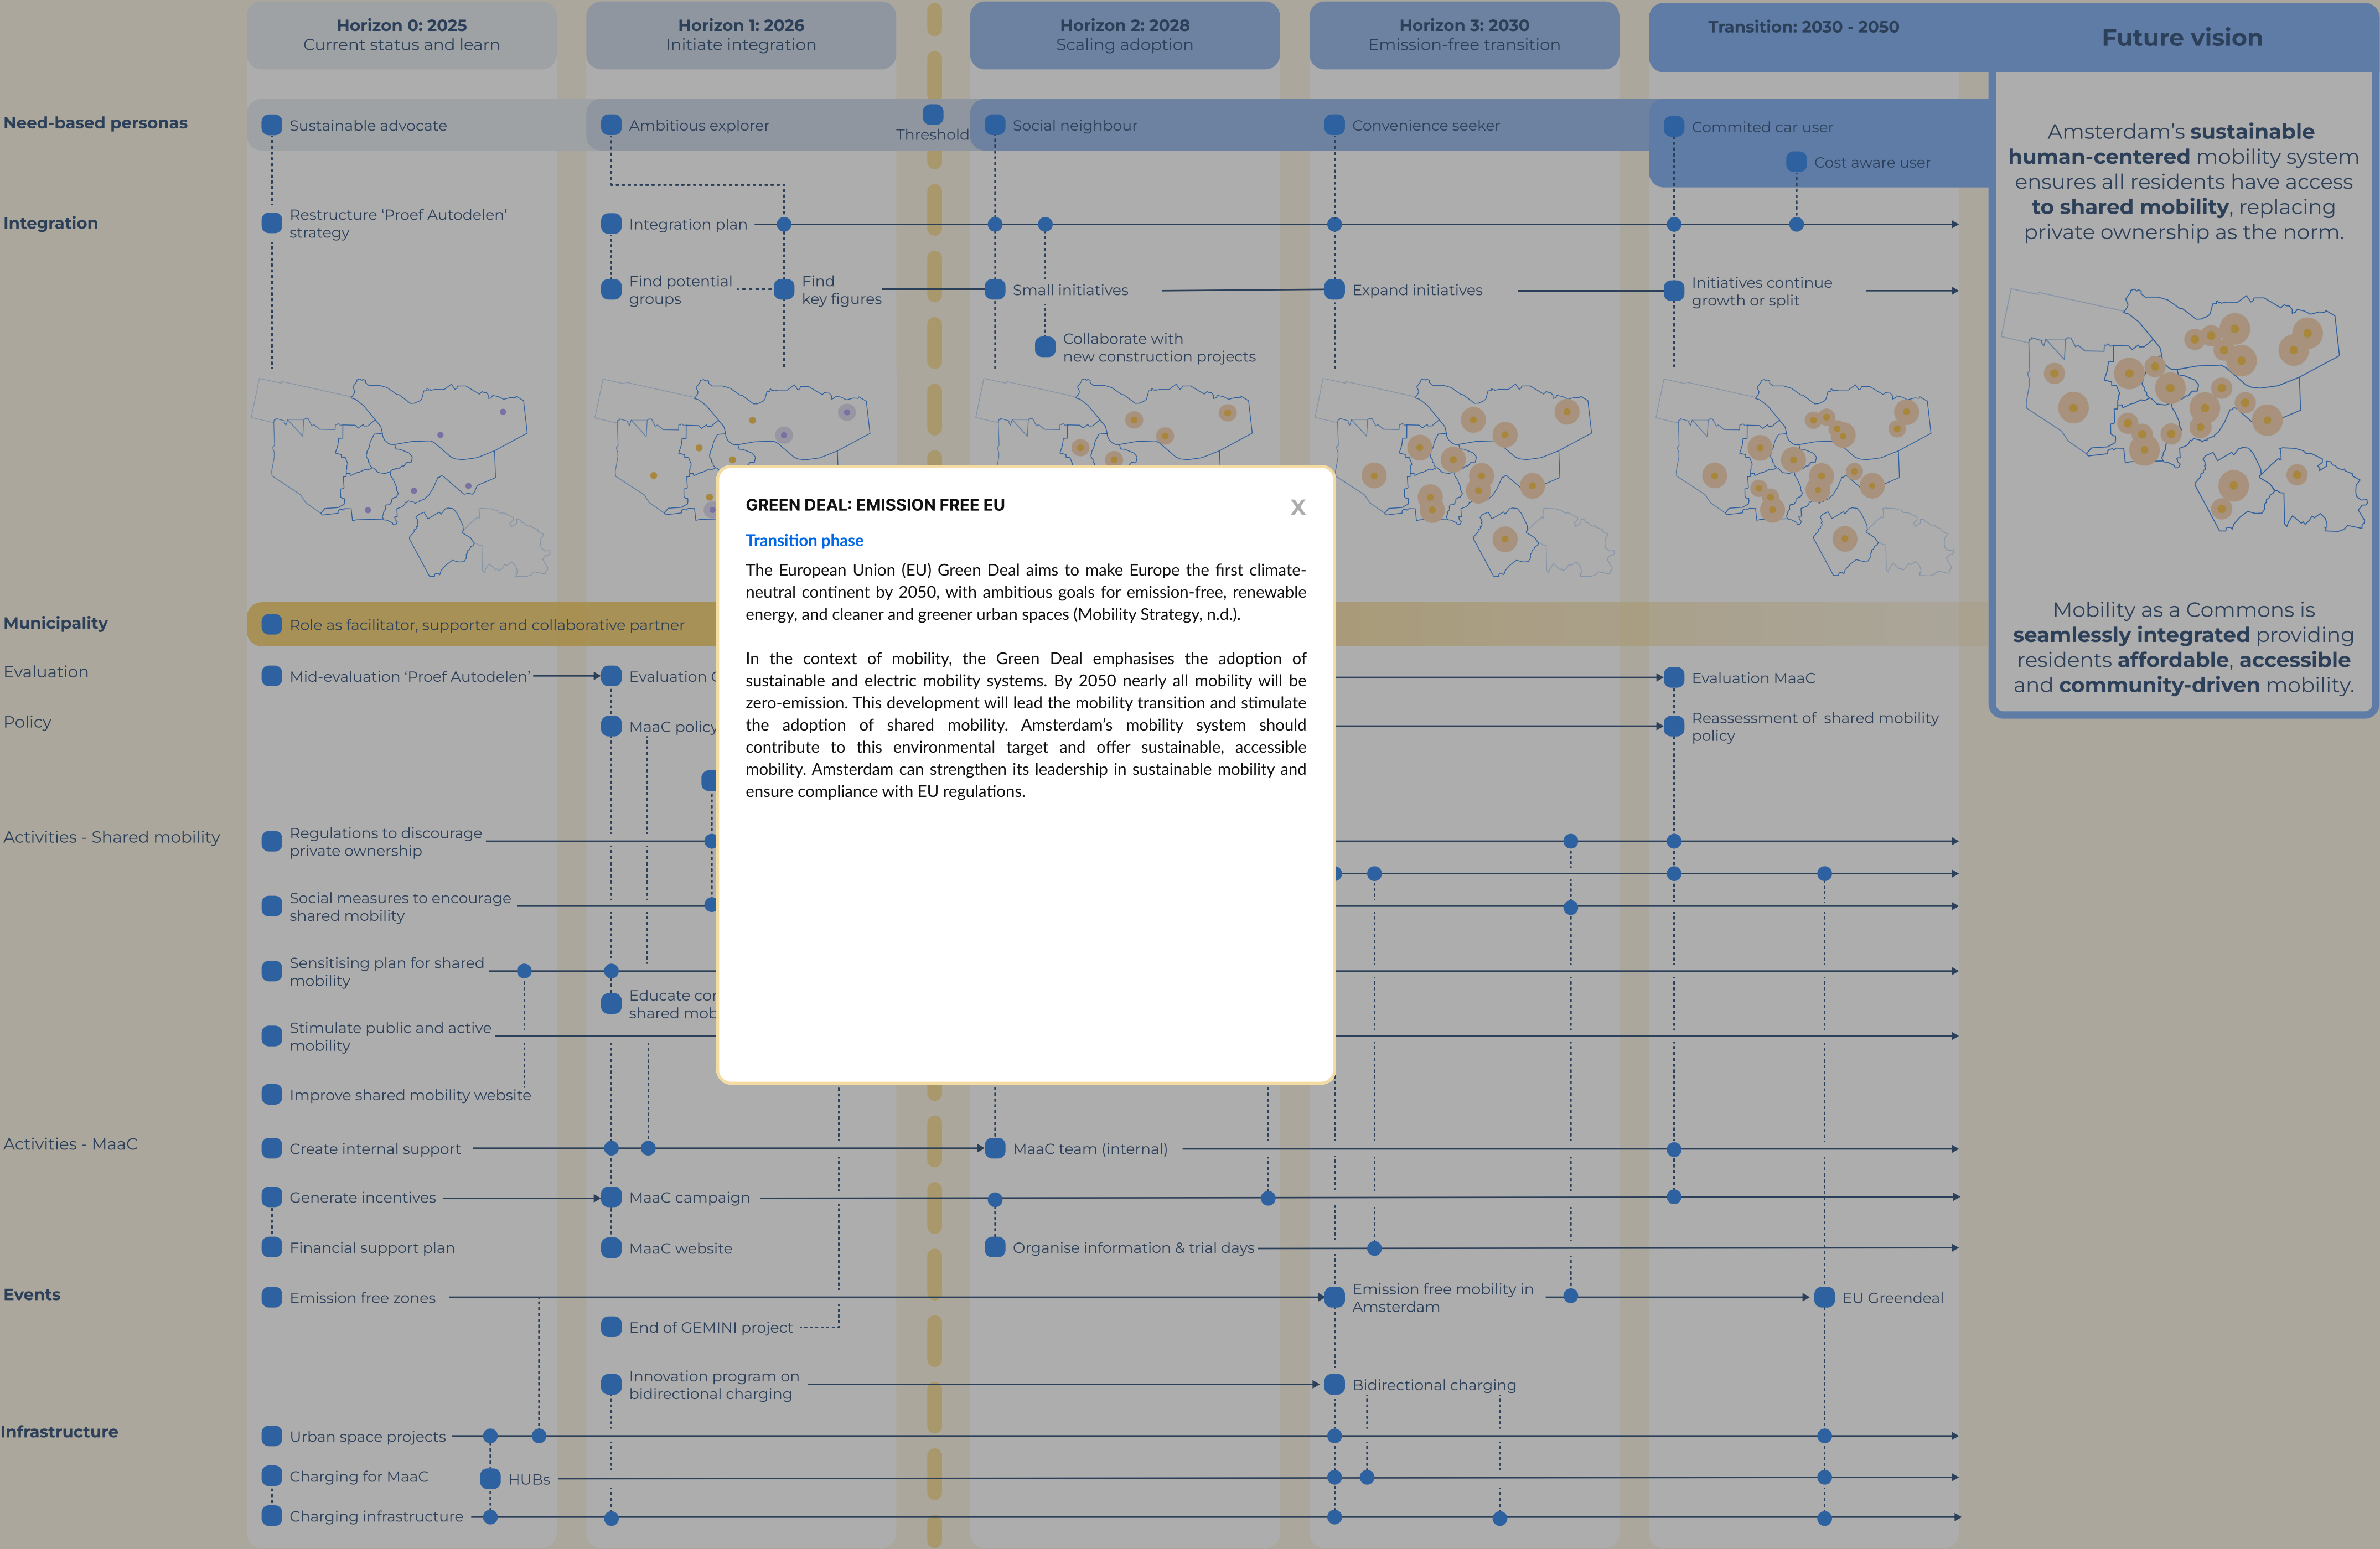 Horizon 0: 2025
Current status and learn
Horizon 1: 2026
Initiate integration
Horizon 2: 2028
Scaling adoption
Horizon 3: 2030
Emission-free transition
Transition: 2030 - 2050
Future vision
Need-based personas
Sustainable advocate
Ambitious explorer
Threshold
Social neighbour
Convenience seeker
Commited car user
Cost aware user
Amsterdam’s sustainable
human-centered mobility system
ensures all residents have access
to shared mobility, replacing
private ownership as the norm.
Integration
Restructure ‘Proef Autodelen’
strategy
Integration plan
Find potential
groups
Find
key figures
Small initiatives
Expand initiatives
Initiatives continue
growth or split
Collaborate with
new construction projects
GREEN DEAL: EMISSION FREE EU
X
Transition phase
The European Union (EU) Green Deal aims to make Europe the first climate-
neutral continent by 2050, with ambitious goals for emission-free, renewable
energy, and cleaner and greener urban spaces (Mobility Strategy, n.d.).
In the context of mobility, the Green Deal emphasises the adoption of
sustainable and electric mobility systems. By 2050 nearly all mobility will be
zero-emission. This development will lead the mobility transition and stimulate
the adoption of shared mobility. Amsterdam’s mobility system should
contribute to this environmental target and offer sustainable, accessible
mobility. Amsterdam can strengthen its leadership in sustainable mobility and
ensure compliance with EU regulations.
Mobility as a Commons is
seamlessly integrated providing
residents affordable, accessible
and community-driven mobility.
Municipality
Role as facilitator, supporter and collaborative partner
Evaluation
Mid-evaluation ‘Proef Autodelen’
Evaluation
Evaluation MaaC
Policy
MaaC policy
Reassessment of shared mobility
policy
Activities - Shared mobility
Regulations to discourage
private ownership
Social measures to encourage
shared mobility
Sensitising plan for shared
mobility
Educate
shared
Stimulate public and active
mobility
Improve shared mobility website
Activities - MaaC
Create internal support
MaaC team (internal)
Generate incentives
MaaC campaign
Financial support plan
MaaC website
Organise information & trial days
Events
Emission free zones
Emission free mobility in
Amsterdam
EU Greendeal
End of GEMINI project
Innovation program on
bidirectional charging
Bidirectional charging
Infrastructure
Urban space projects
Charging for MaaC
HUBs
Charging infrastructure